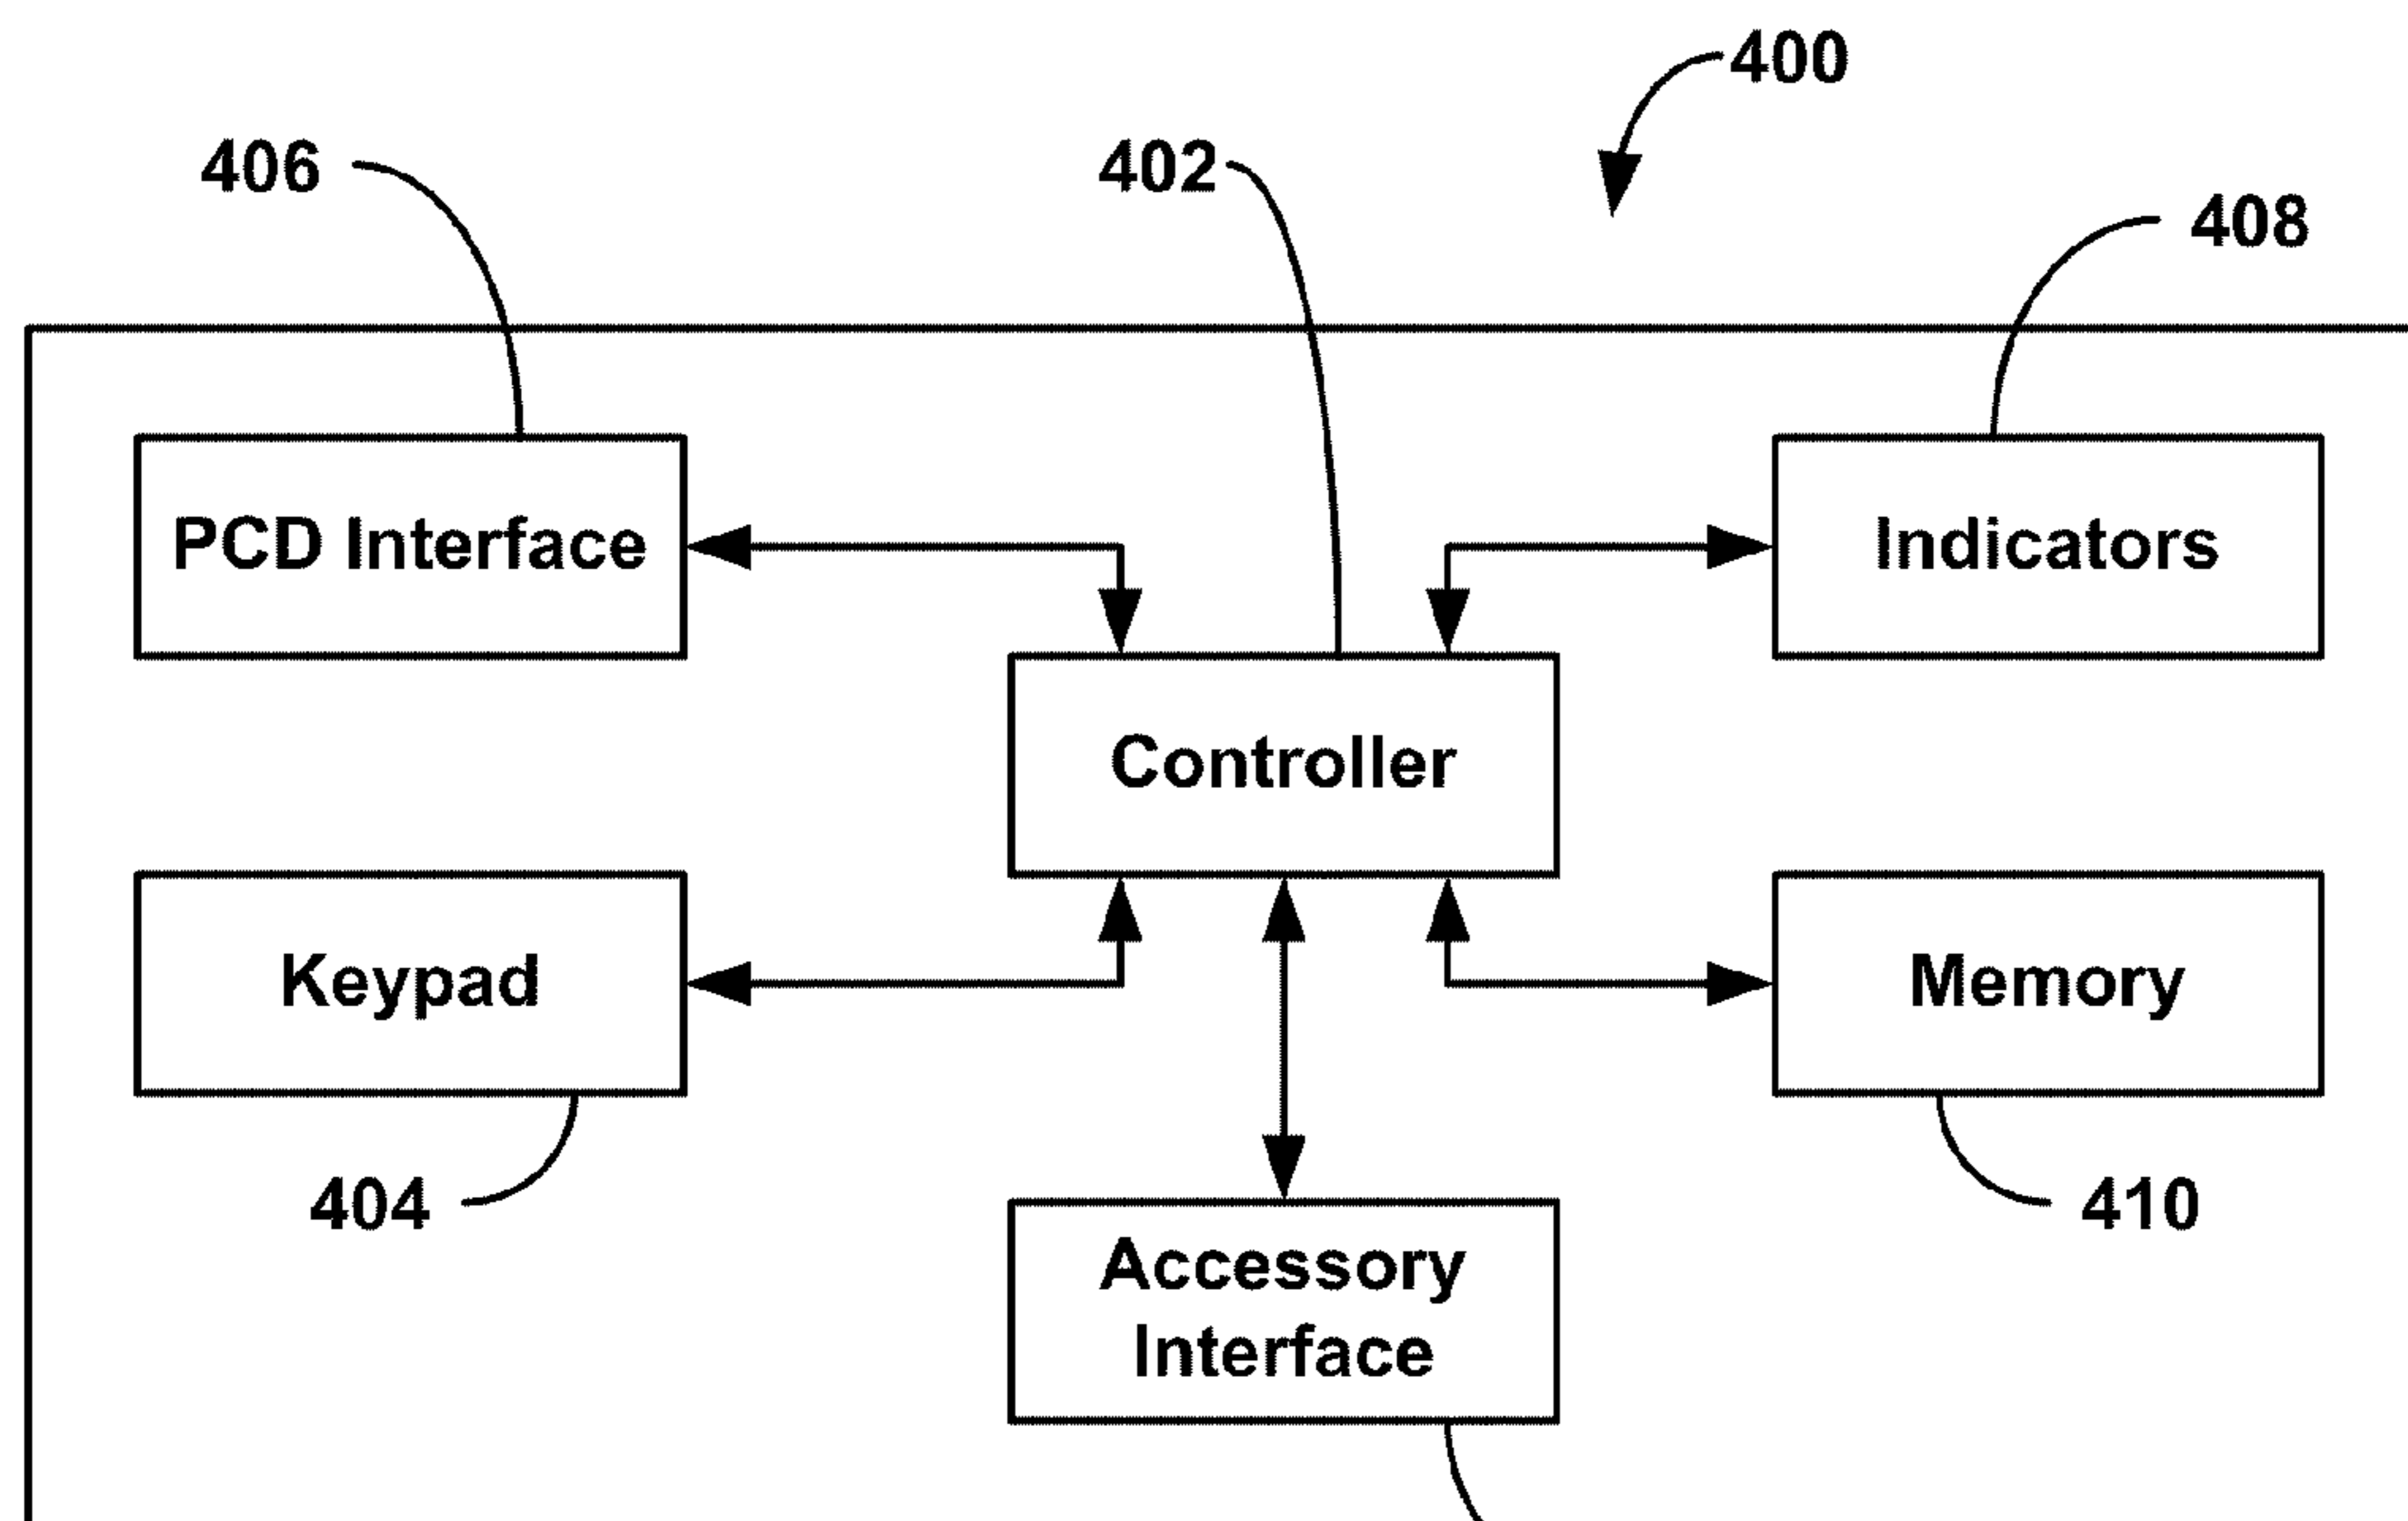 400
406
402
408
PCD Interface
Indicators
Controller
Keypad
Memory
404
410
Accessory
Interface